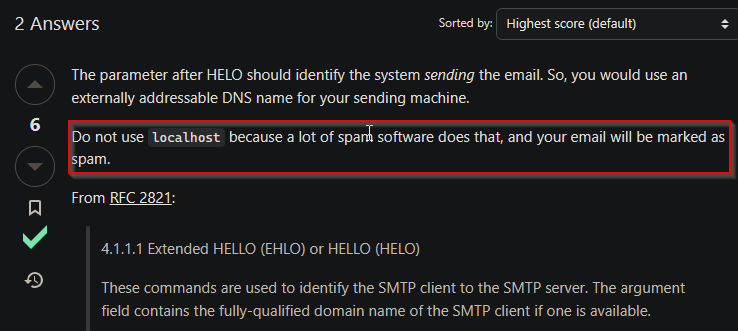 2 Answers
Sorted by: Highest score (default)
The parameter after HELO should identify the system sending the email. So, you would use an
externally addressable DNS name for your sending machine.
6
Do not use localhost because a lot of spam software does that, and your email will be marked as
spam.
From RFC 2821:
4.1.1.1 Extended HELLO (EHLO) or HELLO (HELO)
These commands are used to identify the SMTP client to the SMTP server. The argument
field contains the fully-qualified domain name of the SMTP client if one is available.